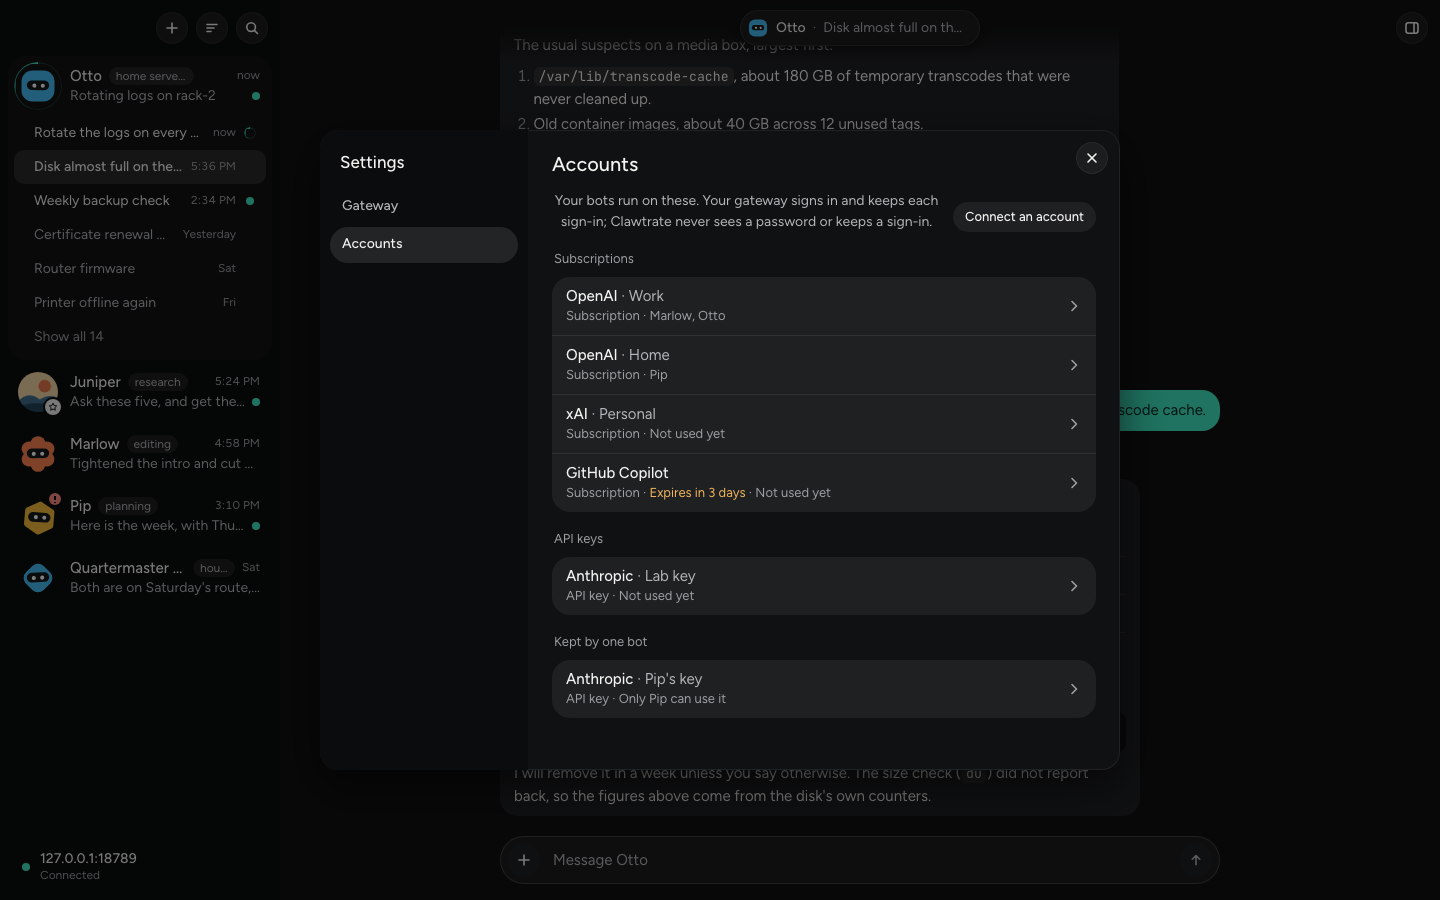 Otto · Disk almost full on th...
Otto home serve... now
Rotating logs on rack-2
Rotate the logs on every ... now
Disk almost full on the... 5:36 PM
Weekly backup check 2:34 PM
Certificate renewal ... Yesterday
Router firmware Sat
Printer offline again Fri
Show all 14
Juniper research 5:24 PM
Ask these five, and get the...
Marlow editing 4:58 PM
Tightened the intro and cut ...
Pip planning 3:10 PM
Here is the week, with Thu...
Quartermaster ... hou... Sat
Both are on Saturday's route,...
127.0.0.1:18789
Connected
The usual suspects on a media box, largest first:
1. /var/lib/transcode-cache, about 180 GB of temporary transcodes that were
never cleaned up.
2. Old container images, about 40 GB across 12 unused tags.
Settings
Gateway
Accounts
Accounts
Your bots run on these. Your gateway signs in and keeps each
sign-in; Clawtrate never sees a password or keeps a sign-in.
Connect an account
Subscriptions
OpenAI · Work
Subscription · Marlow, Otto
OpenAI · Home
Subscription · Pip
xAI · Personal
Subscription · Not used yet
GitHub Copilot
Subscription · Expires in 3 days · Not used yet
API keys
Anthropic · Lab key
API key · Not used yet
Kept by one bot
Anthropic · Pip's key
API key · Only Pip can use it
scode cache.
I will remove it in a week unless you say otherwise. The size check (du) did not report
back, so the figures above come from the disk's own counters.
Message Otto